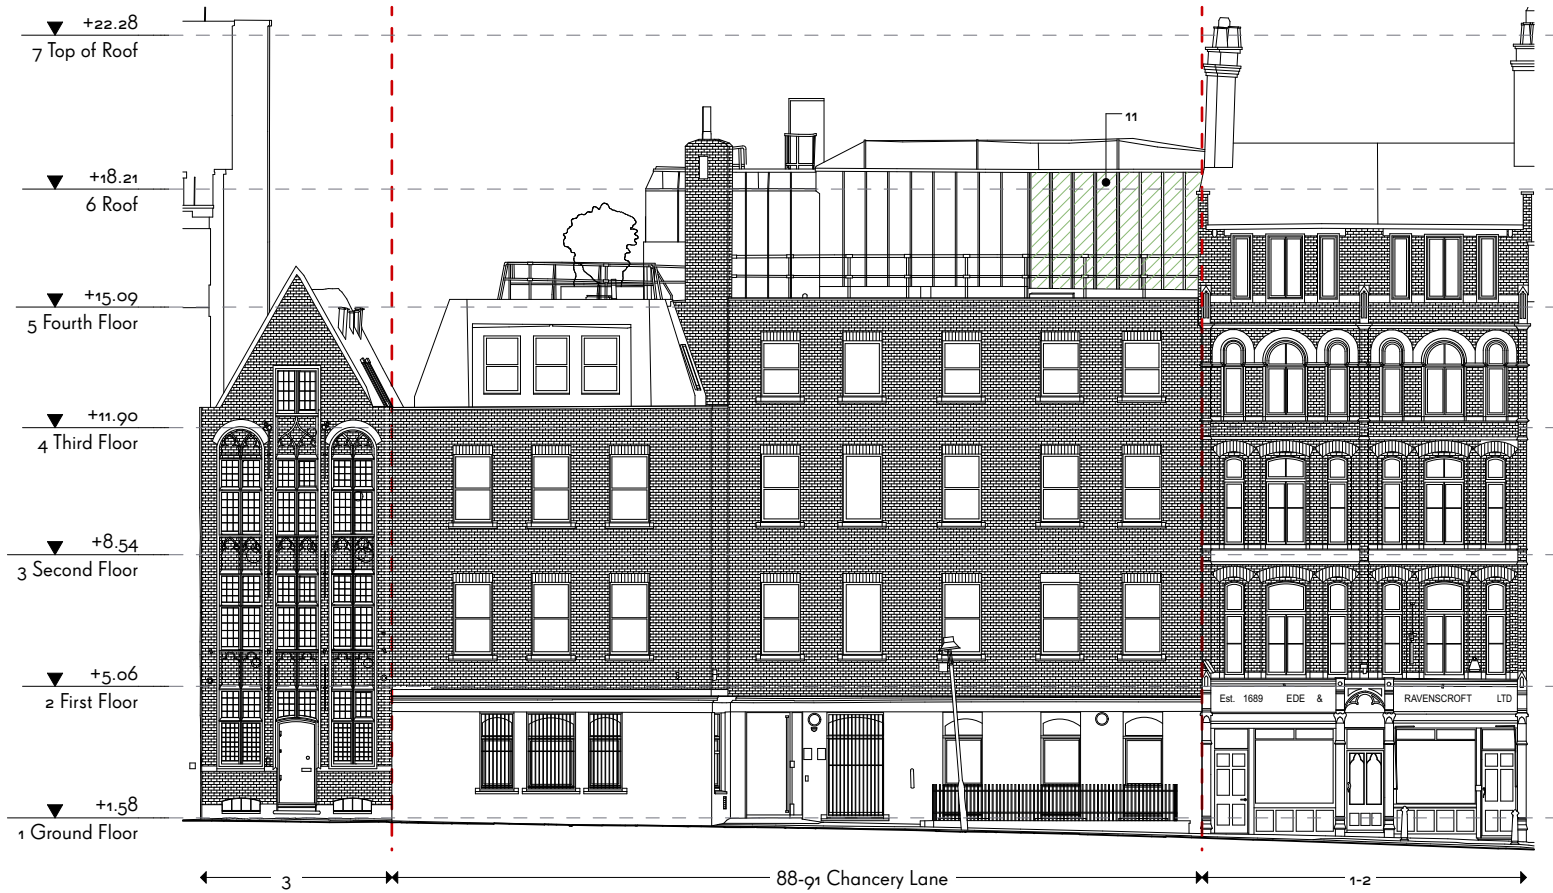 +22.28
7 Top of Roof
11
+18.21
6 Roof
+15.09
5 Fourth Floor
+11.90
4 Third Floor
+8.54
3 Second Floor
+5.06
2 First Floor
Est. 1689 EDE & RAVENSCROFT LTD
+1.58
1 Ground Floor
3
88-91 Chancery Lane
1-2